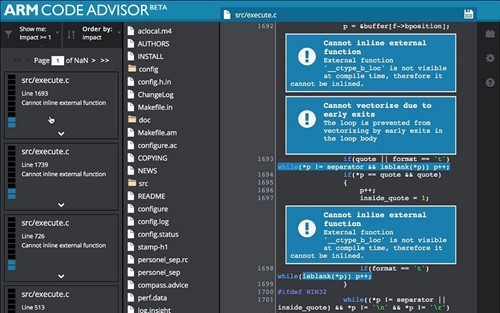 ARM CODE ADVISOR BETA
src/execute.c
Show me:
Impact >= 1
Order by:
Impact
<< < Page 1 of NaN > >>
src/execute.c
Line 1693
Cannot inline external function
src/execute.c
Line 1739
Cannot inline external function
src/execute.c
Line 726
Cannot inline external function
src/execute.c
Line 513
aclocal.m4
AUTHORS
INSTALL
config
config.h.in
ChangeLog
Makefile.in
doc
Makefile.am
configure.ac
COPYING
NEWS
src
README
configure
config.log
config.status
stamp-h1
personel_sep.rc
personel_sep
compass.advice
perf.data
log.insight
1692 p = &buffer[f->bposition];
Cannot inline external
function
External function
'__ctype_b_loc' is not visible
at compile time, therefore it
cannot be inlined.
Cannot vectorize due to
early exits
The loop is prevented from
vectorizing by early exits in
the loop body
1693 if(quote || format == 't')
while(*p != separator && isblank(*p)) p++;
1694 if(*p == quote && quote)
1695 {
1696 p++;
1697 inside_quote = 1;
Cannot inline external
function
External function
'__ctype_b_loc' is not
visible at compile time,
therefore it cannot be
inlined.
1698 if(format == 't')
while(isblank(*p)) p++;
1699 }
1700 #ifdef WIN32
1701 while((*p != separator ||
inside_quote) && *p != '\n' && *p != '\r')